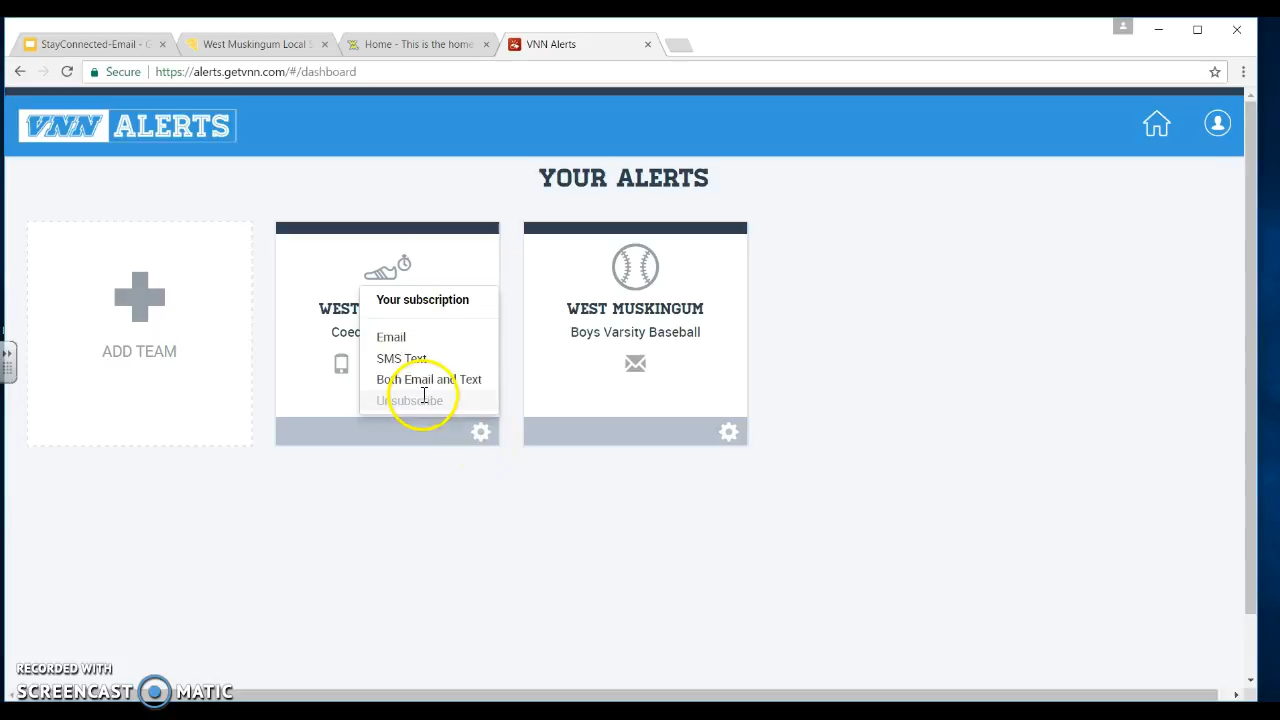 StayConnected-Email - G
West Muskingum Local S
Home - This is the home
VNN Alerts
Secure
https://alerts.getvnn.com/#/dashboard
VNN ALERTS
YOUR ALERTS
ADD TEAM
WEST
Coed
Your subscription
Email
SMS Text
Both Email and Text
Unsubscribe
WEST MUSKINGUM
Boys Varsity Baseball
RECORDED WITH
SCREENCAST MATIC